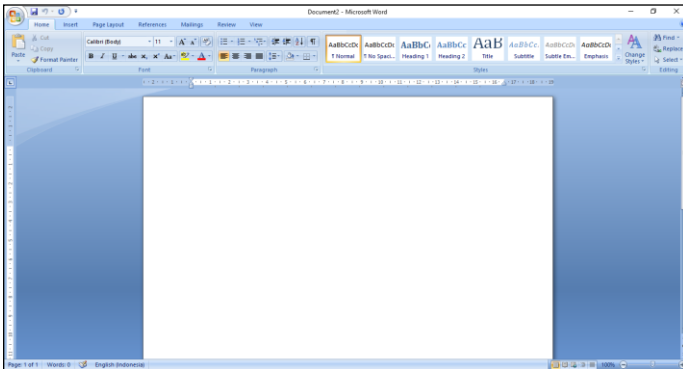 Document2 - Microsoft Word
Home Insert Page Layout References Mailings Review View
Paste
Cut
Copy
Format Painter
Clipboard
Calibri (Body) 11
Font
Paragraph
AaBbCcDc AaBbCcDc AaBbC AaBbCc AaB AaBbCc. AaBbCcDc AaBbCcDc
¶ Normal ¶ No Spaci... Heading 1 Heading 2 Title Subtitle Subtle Em... Emphasis
Change Styles
Styles
Find
Replace
Select
Editing
Page: 1 of 1 Words: 0 English (Indonesia) 100%